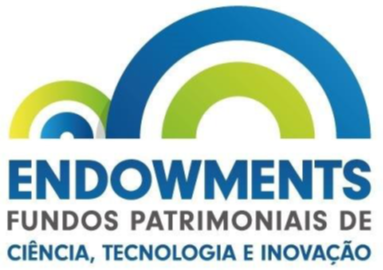 ENDOWMENTS
FUNDOS PATRIMONIAIS DE
CIÊNCIA, TECNOLOGIA E INOVAÇÃO